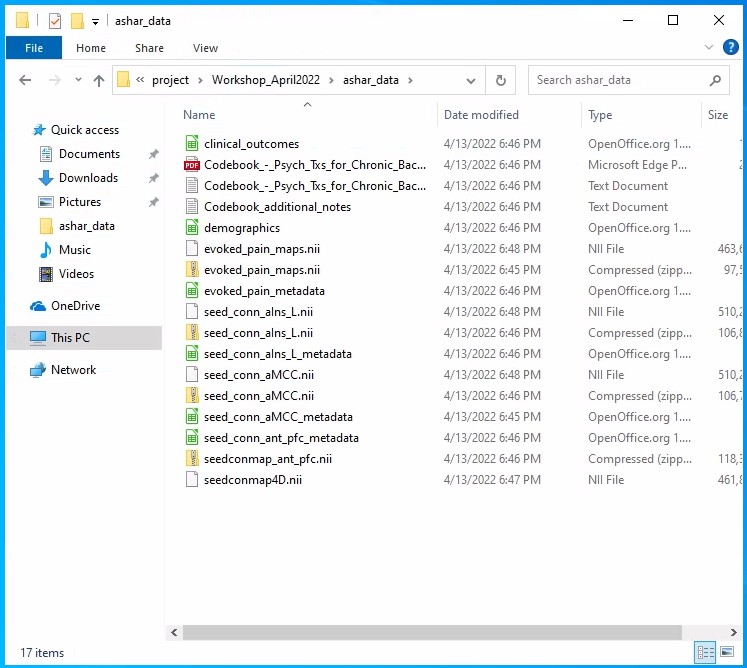 ashar_data
File Home Share View
?
« project > Workshop_April2022 > ashar_data >
Search ashar_data
Name Date modified Type Size
Quick access
Documents
Downloads
Pictures
ashar_data
Music
Videos
OneDrive
This PC
Network
clinical_outcomes 4/13/2022 6:46 PM OpenOffice.org 1....
PDF Codebook_-_Psych_Txs_for_Chronic_Bac... 4/13/2022 6:46 PM Microsoft Edge P...
Codebook_-_Psych_Txs_for_Chronic_Bac... 4/13/2022 6:46 PM Text Document
Codebook_additional_notes 4/13/2022 6:46 PM Text Document
demographics 4/13/2022 6:46 PM OpenOffice.org 1....
evoked_pain_maps.nii 4/13/2022 6:48 PM NII File 463,6
evoked_pain_maps.nii 4/13/2022 6:45 PM Compressed (zipp... 97,5
evoked_pain_metadata 4/13/2022 6:46 PM OpenOffice.org 1....
seed_conn_aIns_L.nii 4/13/2022 6:48 PM NII File 510,2
seed_conn_aIns_L.nii 4/13/2022 6:46 PM Compressed (zipp... 106,8
seed_conn_aIns_L_metadata 4/13/2022 6:46 PM OpenOffice.org 1....
seed_conn_aMCC.nii 4/13/2022 6:48 PM NII File 510,2
seed_conn_aMCC.nii 4/13/2022 6:46 PM Compressed (zipp... 106,7
seed_conn_aMCC_metadata 4/13/2022 6:45 PM OpenOffice.org 1....
seed_conn_ant_pfc_metadata 4/13/2022 6:46 PM OpenOffice.org 1....
seedconmap_ant_pfc.nii 4/13/2022 6:46 PM Compressed (zipp... 118,3
seedconmap4D.nii 4/13/2022 6:47 PM NII File 461,8
17 items